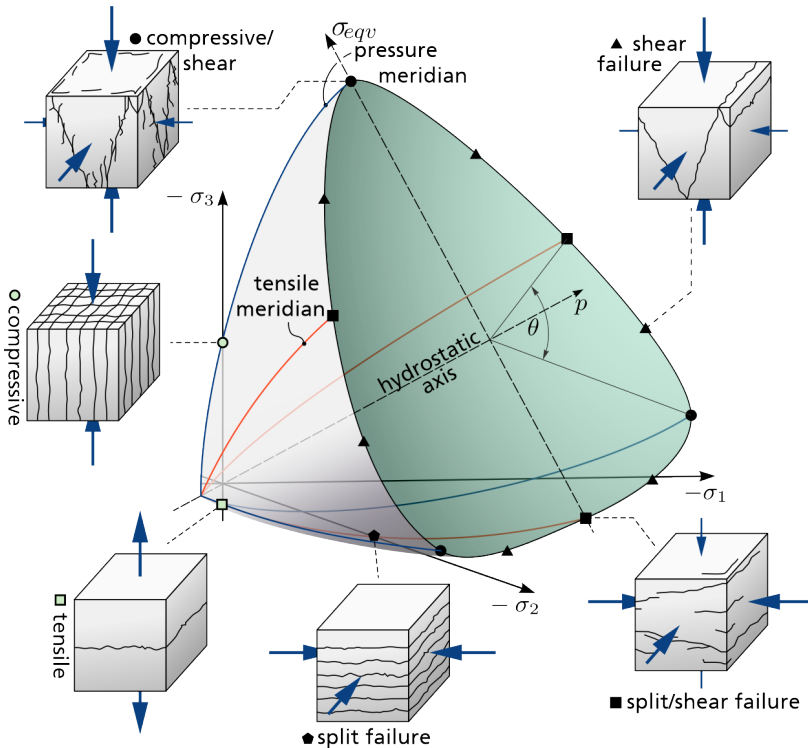 ● compressive/
shear
σeqv
pressure
meridian
▲ shear
failure
− σ3
tensile
meridian
compressive
p
θ
hydrostatic
axis
−σ1
− σ2
tensile
split failure
split/shear failure